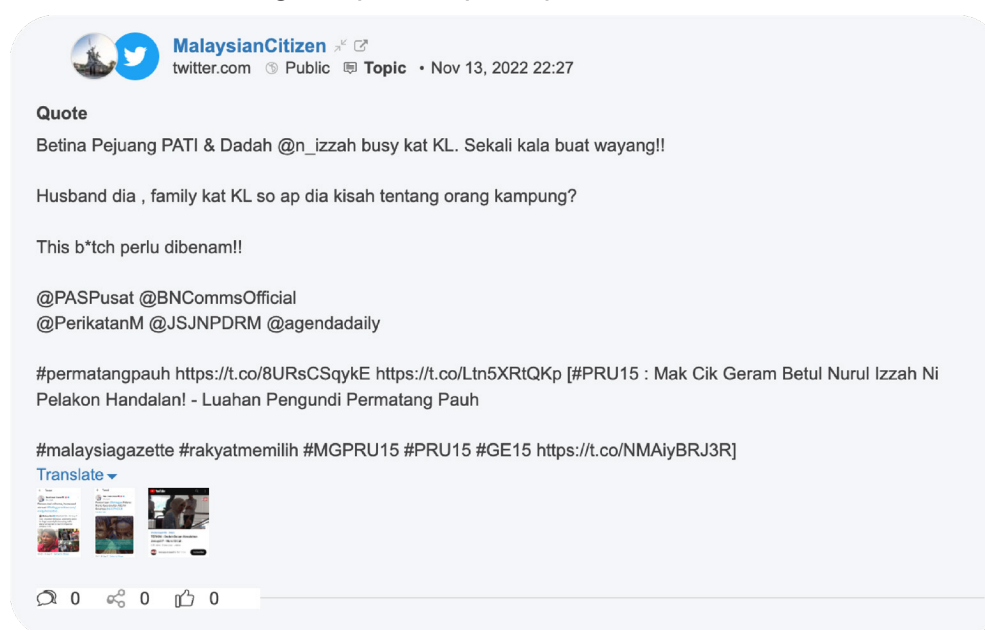 MalaysianCitizen
twitter.com Public Topic • Nov 13, 2022 22:27
Quote
Betina Pejuang PATI & Dadah @n_izzah busy kat KL. Sekali kala buat wayang!!
Husband dia , family kat KL so ap dia kisah tentang orang kampung?
This b*tch perlu dibenam!!
@PASPusat @BNCommsOfficial
@PerikatanM @JSJNPDRM @agendadaily
#permatangpauh https://t.co/8URsCSqykE https://t.co/Ltn5XRtQKp [#PRU15 : Mak Cik Geram Betul Nurul Izzah Ni
Pelakon Handalan! - Luahan Pengundi Permatang Pauh
#malaysiagazette #rakyatmemilih #MGPRU15 #PRU15 #GE15 https://t.co/NMAiyBRJ3R]
Translate
0 0 0